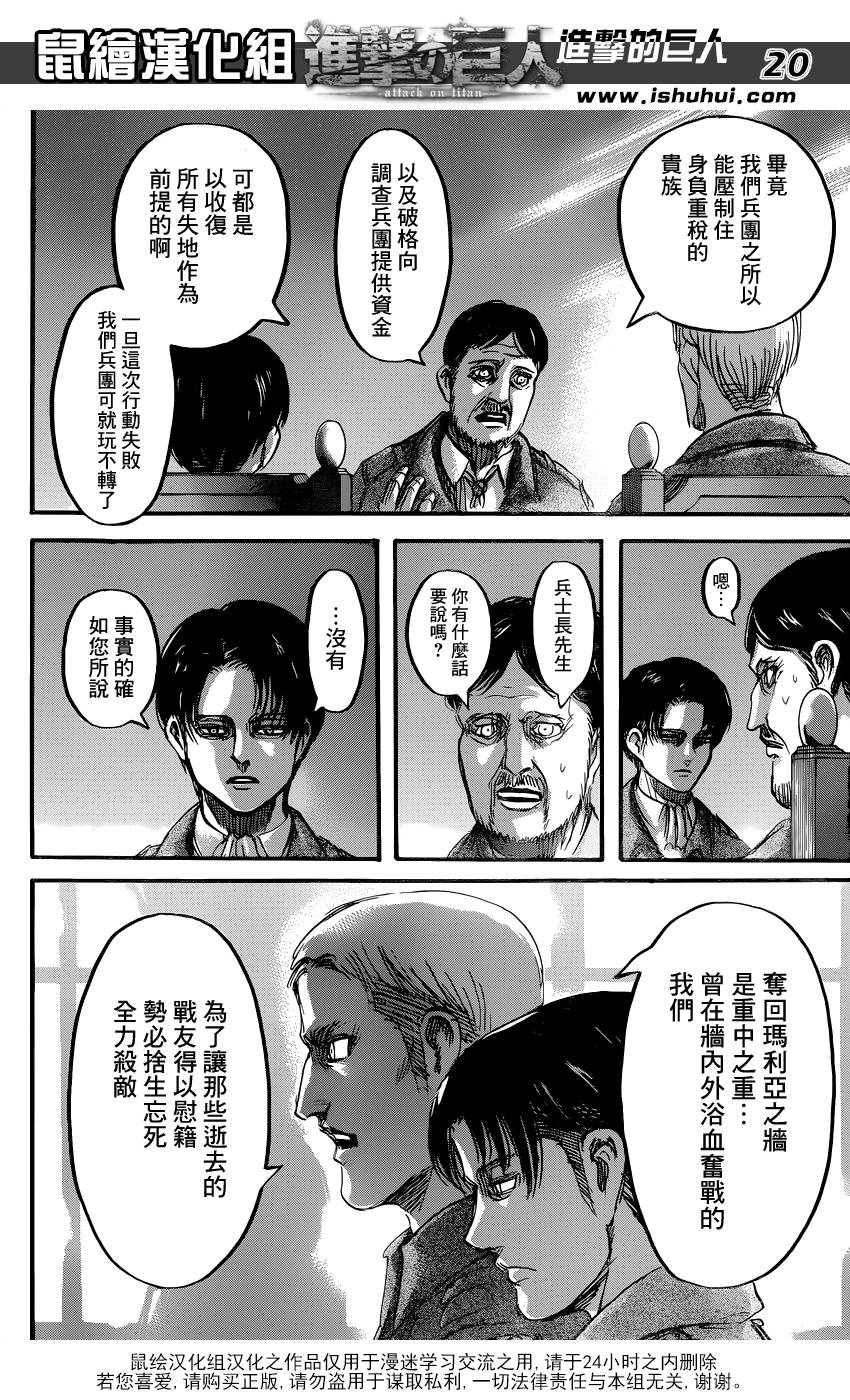 鼠繪漢化組
進撃の巨人
attack on titan
進擊的巨人
www.ishuhui.com
20
畢竟
我們兵團之所以
能壓制住
身負重稅的
貴族
以及破格向
調查兵團提供資金
可都是
以收復
所有失地作為
前提的啊
一旦這次行動失敗
我們兵團可就玩不轉了
嗯…
兵士長先生
你有什麼話
要說嗎?
…沒有
事實的確
如您所說
奪回瑪利亞之牆
是重中之重…
曾在牆內外浴血奮戰的
我們
為了讓那些逝去的
戰友得以慰籍
勢必捨生忘死
全力殺敵
鼠绘汉化组汉化之作品仅用于漫迷学习交流之用, 请于24小时之内删除
若您喜爱, 请购买正版, 请勿用于谋取私利, 一切法律责任与本组无关, 谢谢。